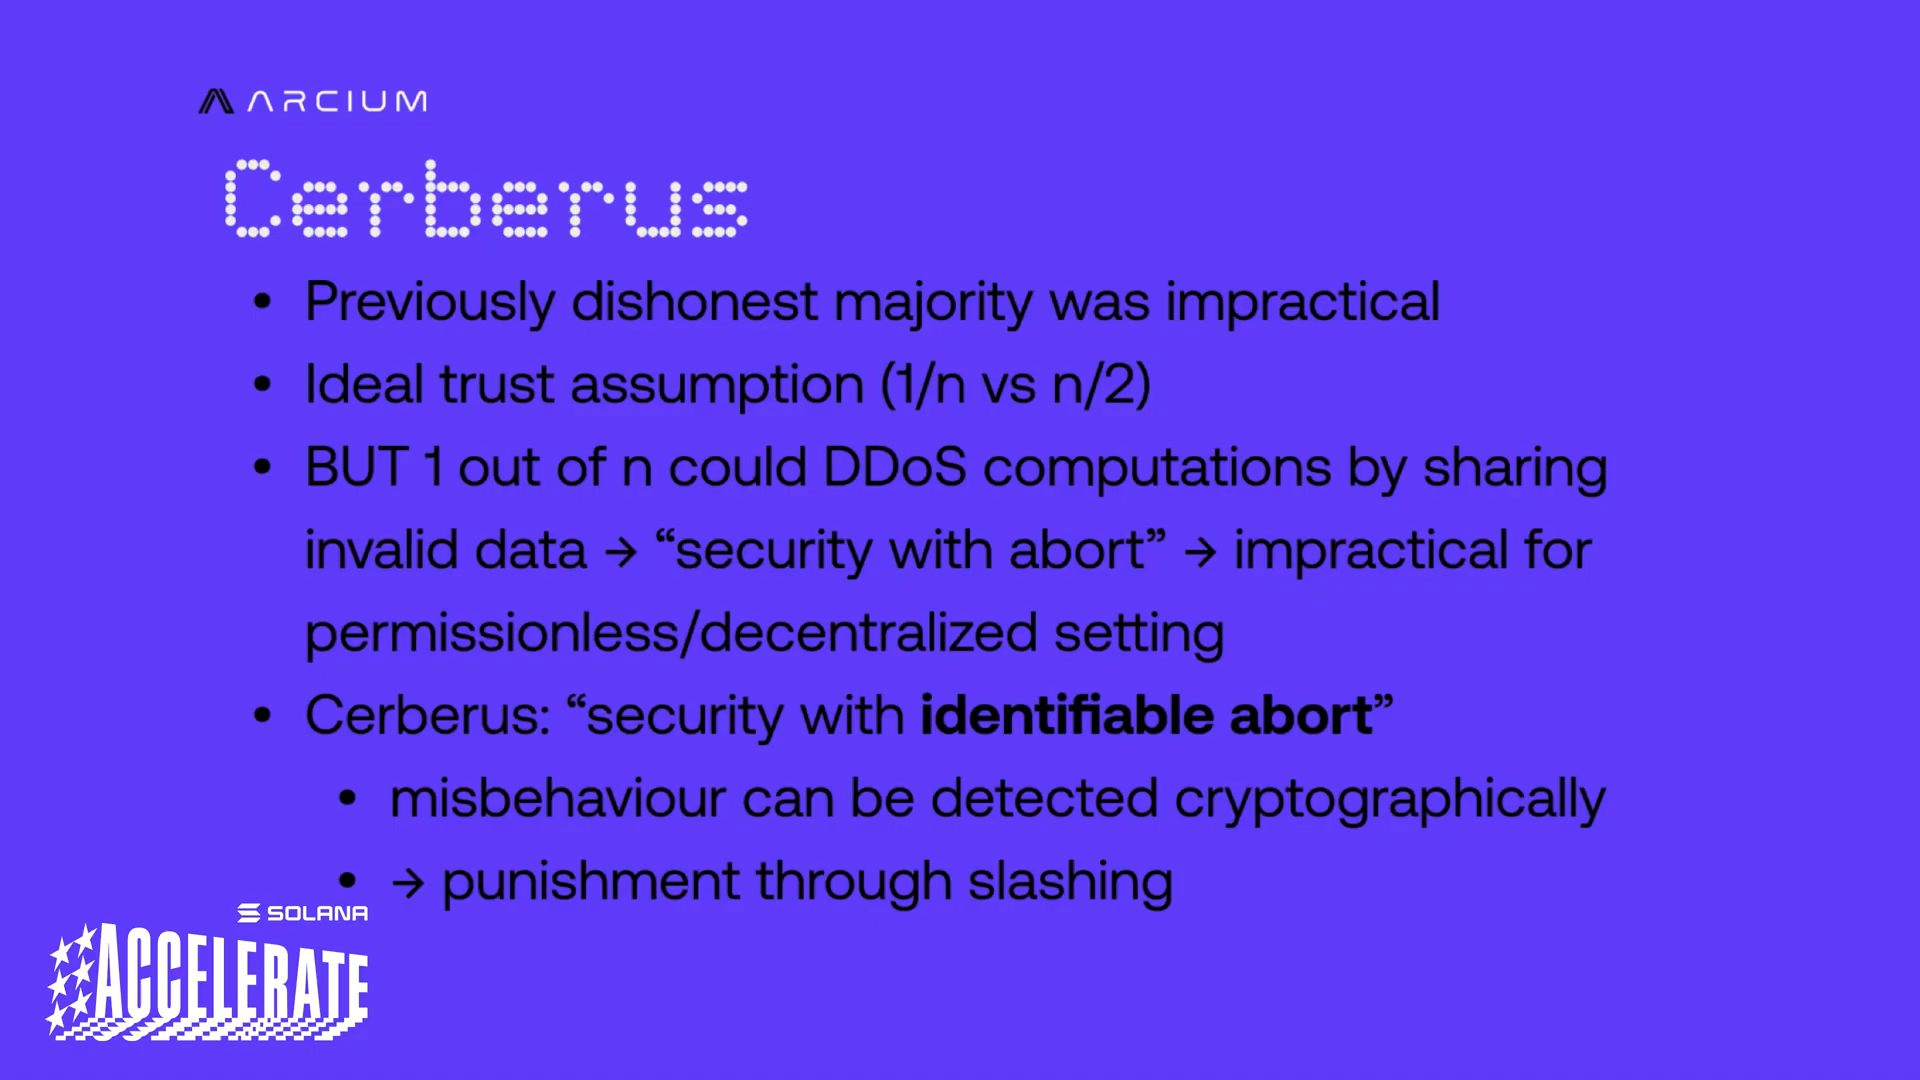 ARCIUM
Cerberus
• Previously dishonest majority was impractical
• Ideal trust assumption (1/n vs n/2)
• BUT 1 out of n could DDoS computations by sharing
invalid data → “security with abort” → impractical for
permissionless/decentralized setting
• Cerberus: “security with identifiable abort”
• misbehaviour can be detected cryptographically
• → punishment through slashing
SOLANA
ACCELERATE